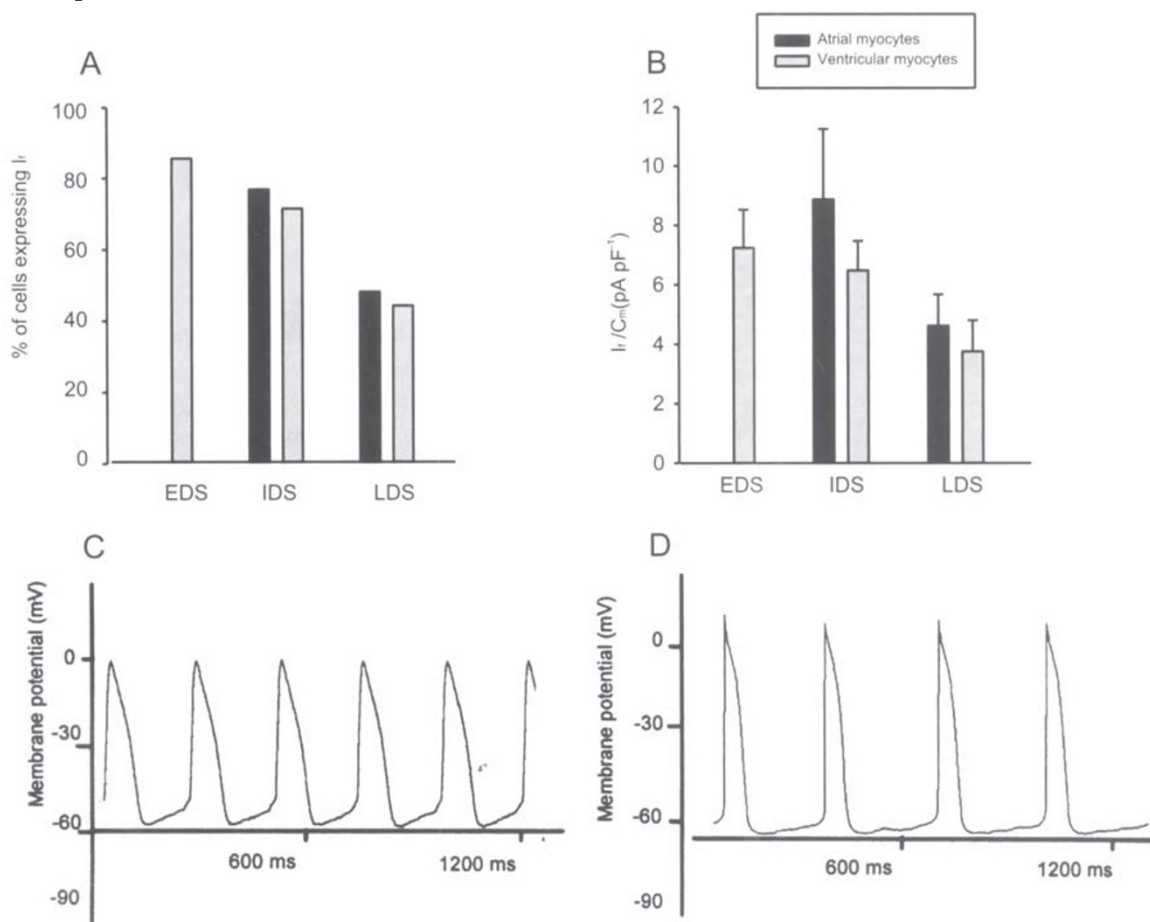 A
% of cells expressing If
100
80
60
40
20
0
EDS IDS LDS
Atrial myocytes
Ventricular myocytes
B
If /Cm(pA pF⁻¹)
12
10
8
6
4
2
0
EDS IDS LDS
C
Membrane potential (mV)
0
-30
-60
-90
600 ms 1200 ms
D
Membrane potential (mV)
0
-30
-60
-90
600 ms 1200 ms